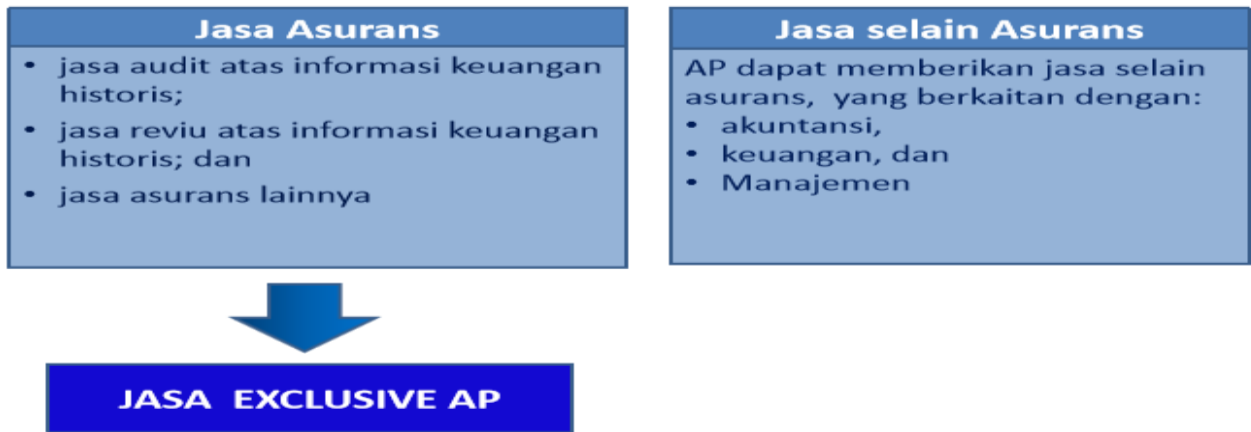 Jasa Asurans
• jasa audit atas informasi keuangan
historis;
• jasa reviu atas informasi keuangan
historis; dan
• jasa asurans lainnya
Jasa selain Asurans
AP dapat memberikan jasa selain
asurans, yang berkaitan dengan:
• akuntansi,
• keuangan, dan
• Manajemen
JASA EXCLUSIVE AP